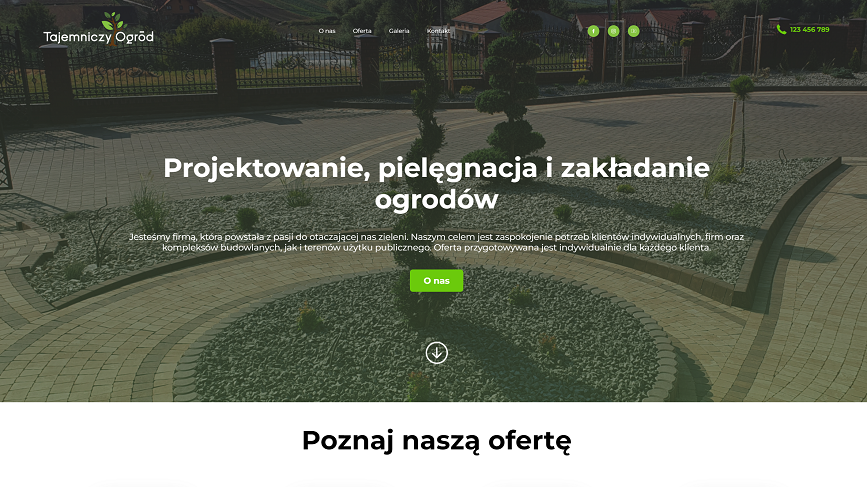 Tajemniczy Ogród
O nas
Oferta
Galeria
Kontakt
123 456 789
Projektowanie, pielęgnacja i zakładanie
ogrodów
Jesteśmy firmą, która powstała z pasji do otaczającej nas zieleni. Naszym celem jest zaspokojenie potrzeb klientów indywidualnych, firm oraz
kompleksów budowlanych, jak i terenów użytku publicznego. Oferta przygotowywana jest indywidualnie dla każdego klienta.
O nas
Poznaj naszą ofertę